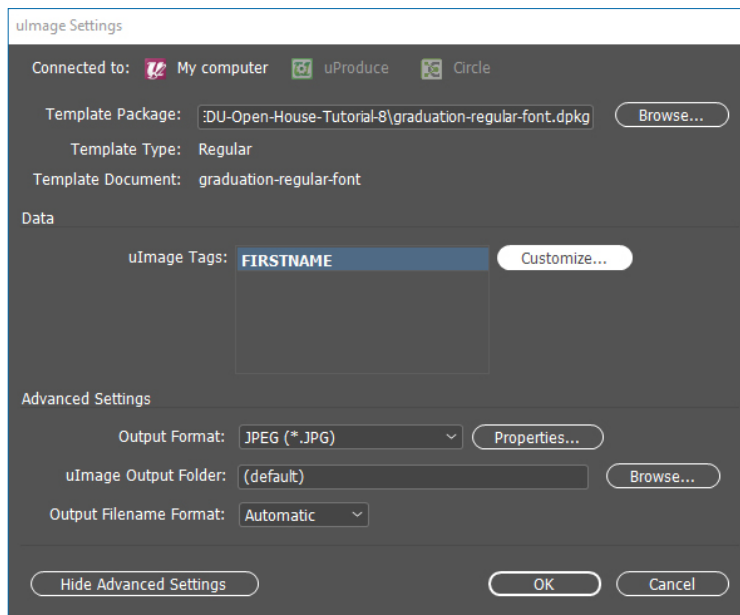 uImage Settings
Connected to: My computer uProduce Circle
Template Package: :DU-Open-House-Tutorial-8\graduation-regular-font.dpkg Browse...
Template Type: Regular
Template Document: graduation-regular-font
Data
uImage Tags: FIRSTNAME Customize...
Advanced Settings
Output Format: JPEG (*.JPG) Properties...
uImage Output Folder: (default) Browse...
Output Filename Format: Automatic
Hide Advanced Settings OK Cancel